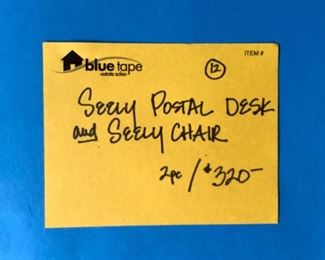 blue tape
-estate sales-
ITEM #
12
SEELY POSTAL DESK
and SEELY CHAIR
2pc / $320-